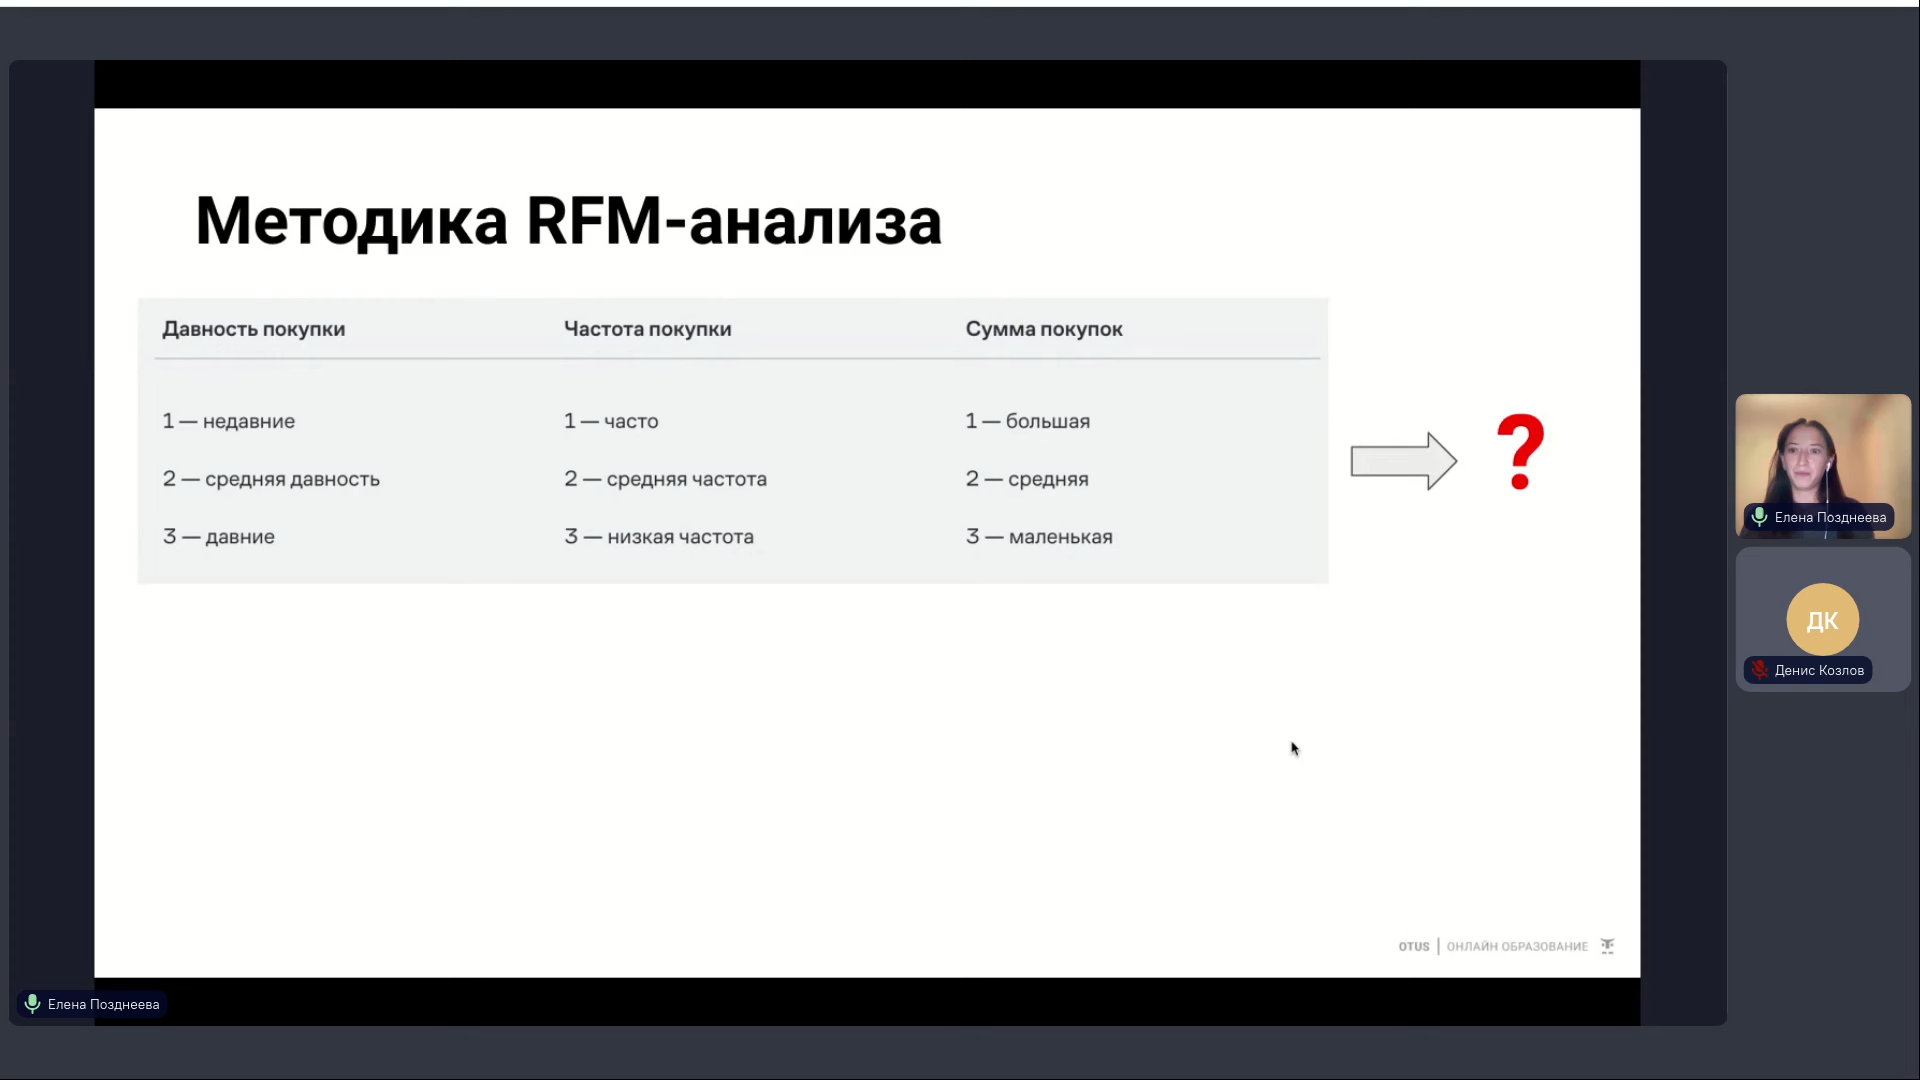 Методика RFM-анализа
Давность покупки Частота покупки Сумма покупок
1 — недавние 1 — часто 1 — большая
2 — средняя давность 2 — средняя частота 2 — средняя
3 — давние 3 — низкая частота 3 — маленькая
?
Елена Позднеева
ДК
Денис Козлов
OTUS | ОНЛАЙН ОБРАЗОВАНИЕ
Елена Позднеева